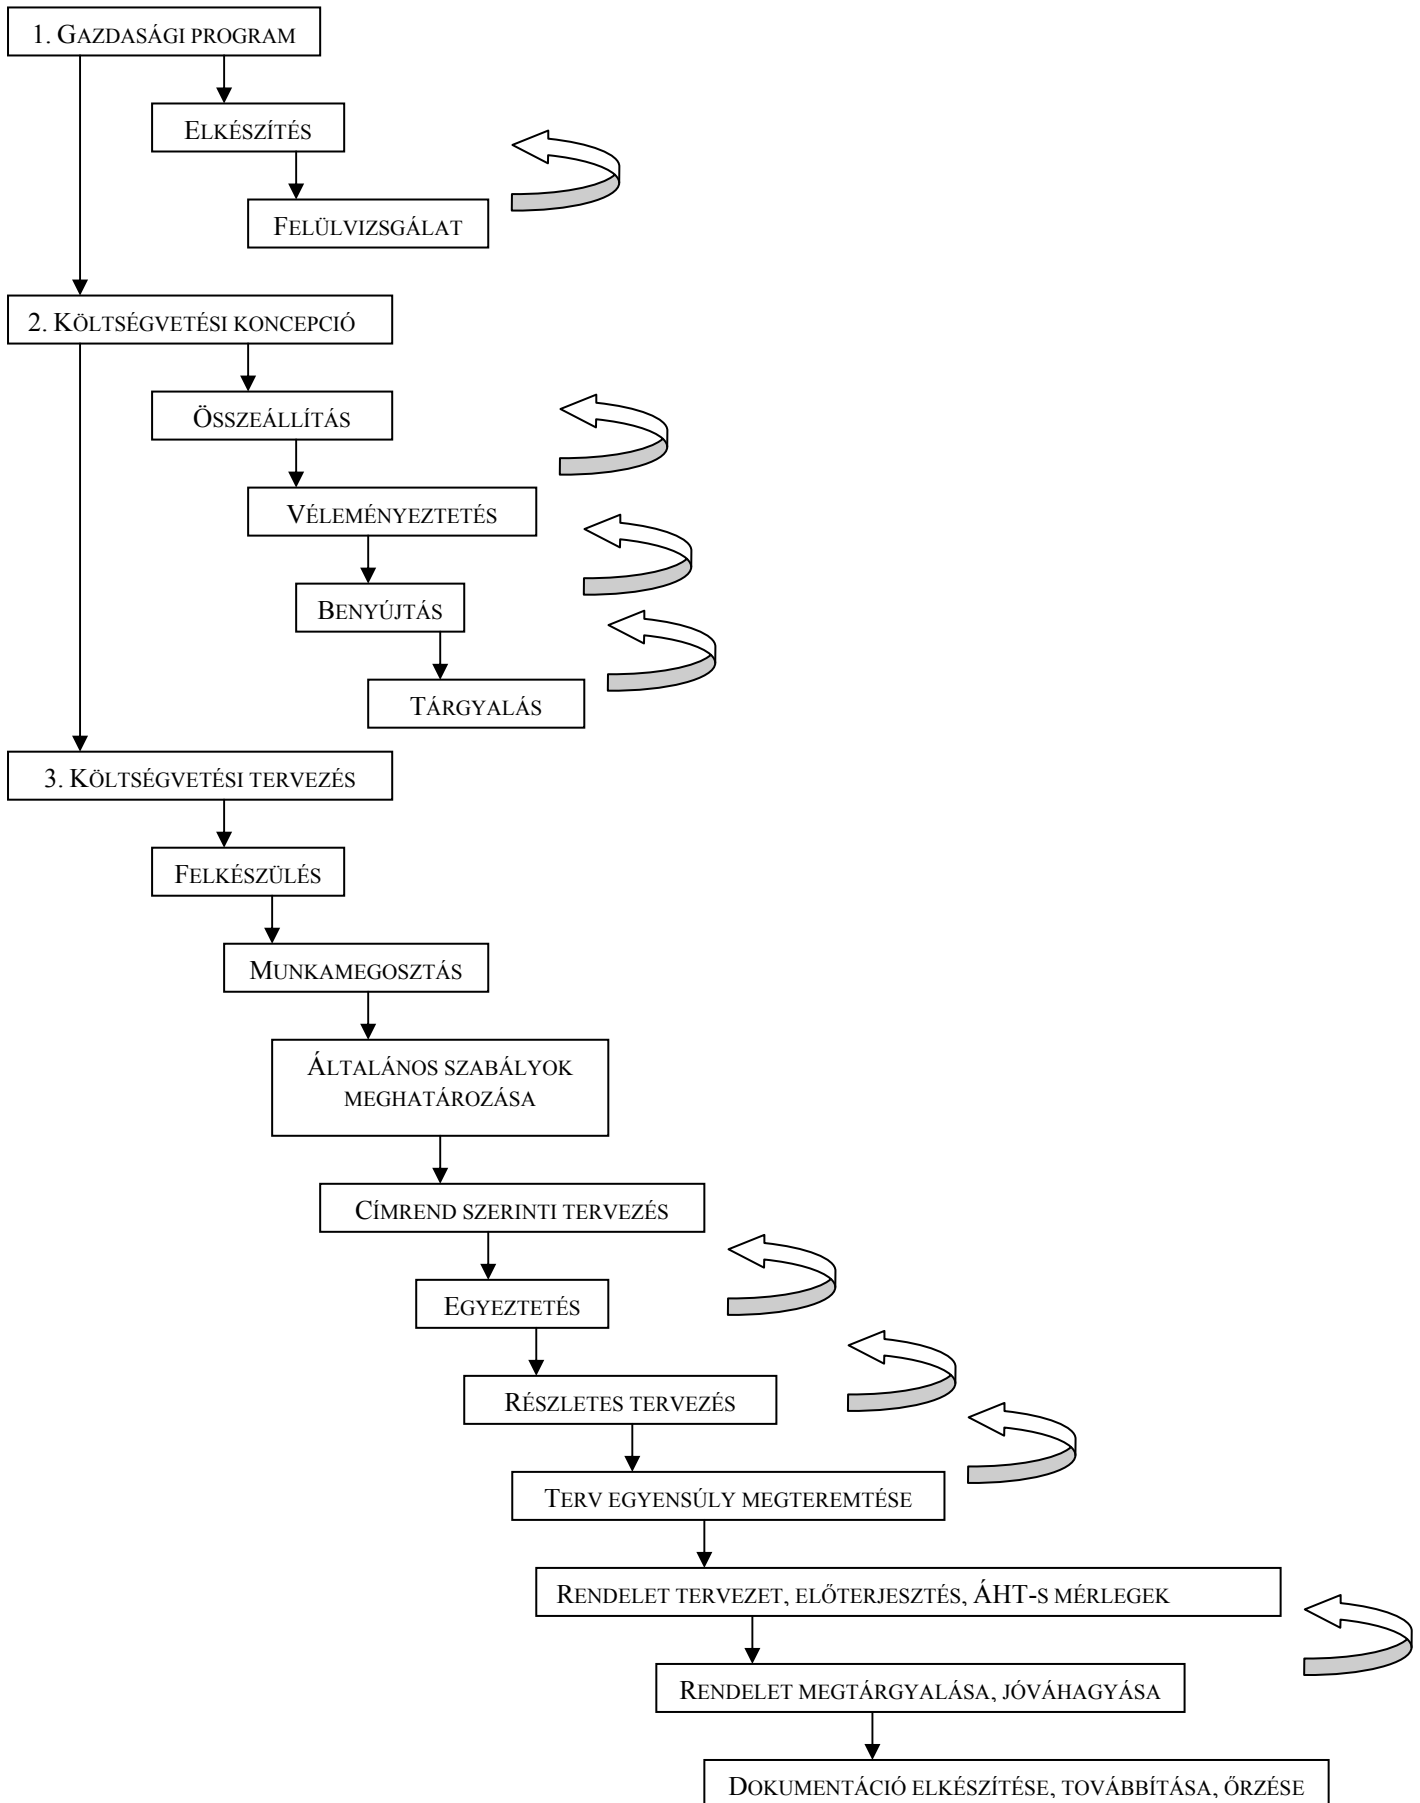 1. Gazdasági program
Elkészítés
Felülvizsgálat
2. Költségvetési koncepció
Összeállítás
Véleményeztetés
Benyújtás
Tárgyalás
3. Költségvetési tervezés
Felkészülés
Munkamegosztás
Általános szabályok
meghatározása
Címrend szerinti tervezés
Egyeztetés
Részletes tervezés
Terv egyensúly megteremtése
Rendelet tervezet, előterjesztés, ÁHT-s mérlegek
Rendelet megtárgyalása, jóváhagyása
Dokumentáció elkészítése, továbbítása, őrzése